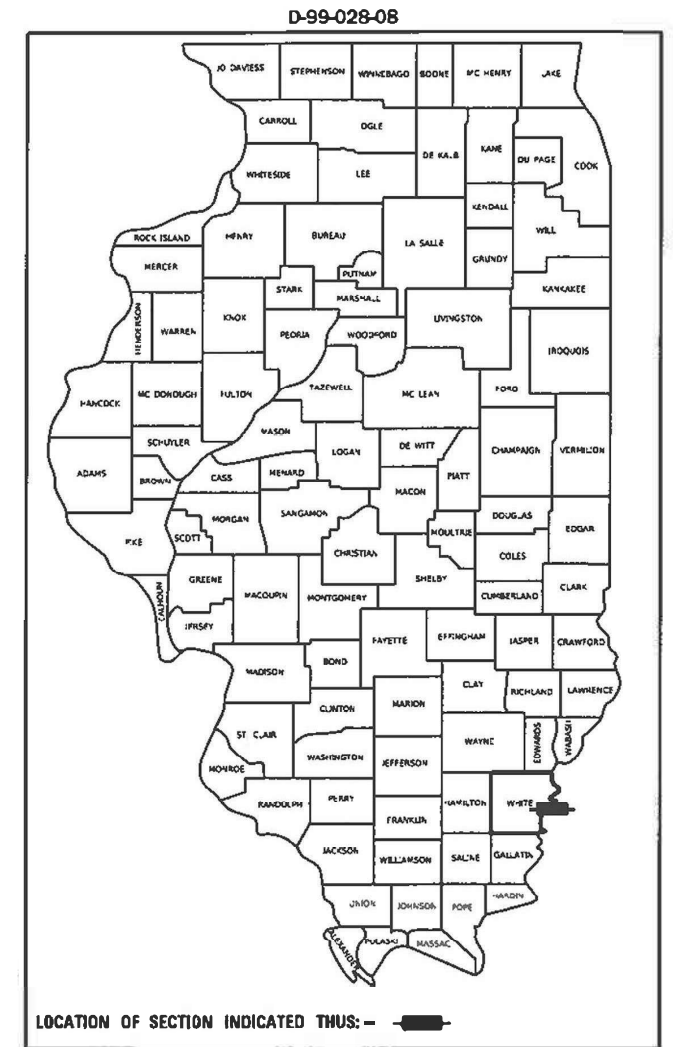 D-99-028-08
JO DAVIESS STEPHENSON WINNEBAGO BOONE MC HENRY LAKE
CARROLL OGLE
DE KALB KANE DU PAGE COOK
WHITESIDE LEE
KENDALL
ROCK ISLAND HENRY BUREAU LA SALLE WILL
MERCER PUTNAM GRUNDY
STARK MARSHALL KANKAKEE
HENDERSON WARREN KNOX PEORIA WOODFORD LIVINGSTON
IROQUOIS
HANCOCK MC DONOUGH FULTON TAZEWELL MC LEAN FORD
MASON
SCHUYLER LOGAN DE WITT CHAMPAIGN VERMILION
ADAMS BROWN CASS MENARD PIATT
MACON
MORGAN SANGAMON DOUGLAS
PIKE SCOTT CHRISTIAN MOULTRIE EDGAR
COLES
GREENE SHELBY
CALHOUN MACOUPIN MONTGOMERY CUMBERLAND CLARK
JERSEY FAYETTE EFFINGHAM JASPER CRAWFORD
BOND
MADISON CLAY RICHLAND LAWRENCE
CLINTON MARION
ST. CLAIR WAYNE EDWARDS WABASH
WASHINGTON JEFFERSON
MONROE
RANDOLPH PERRY HAMILTON WHITE
FRANKLIN
JACKSON WILLIAMSON SALINE GALLATIN
UNION JOHNSON POPE HARDIN
ALEXANDER PULASKI MASSAC
LOCATION OF SECTION INDICATED THUS: -